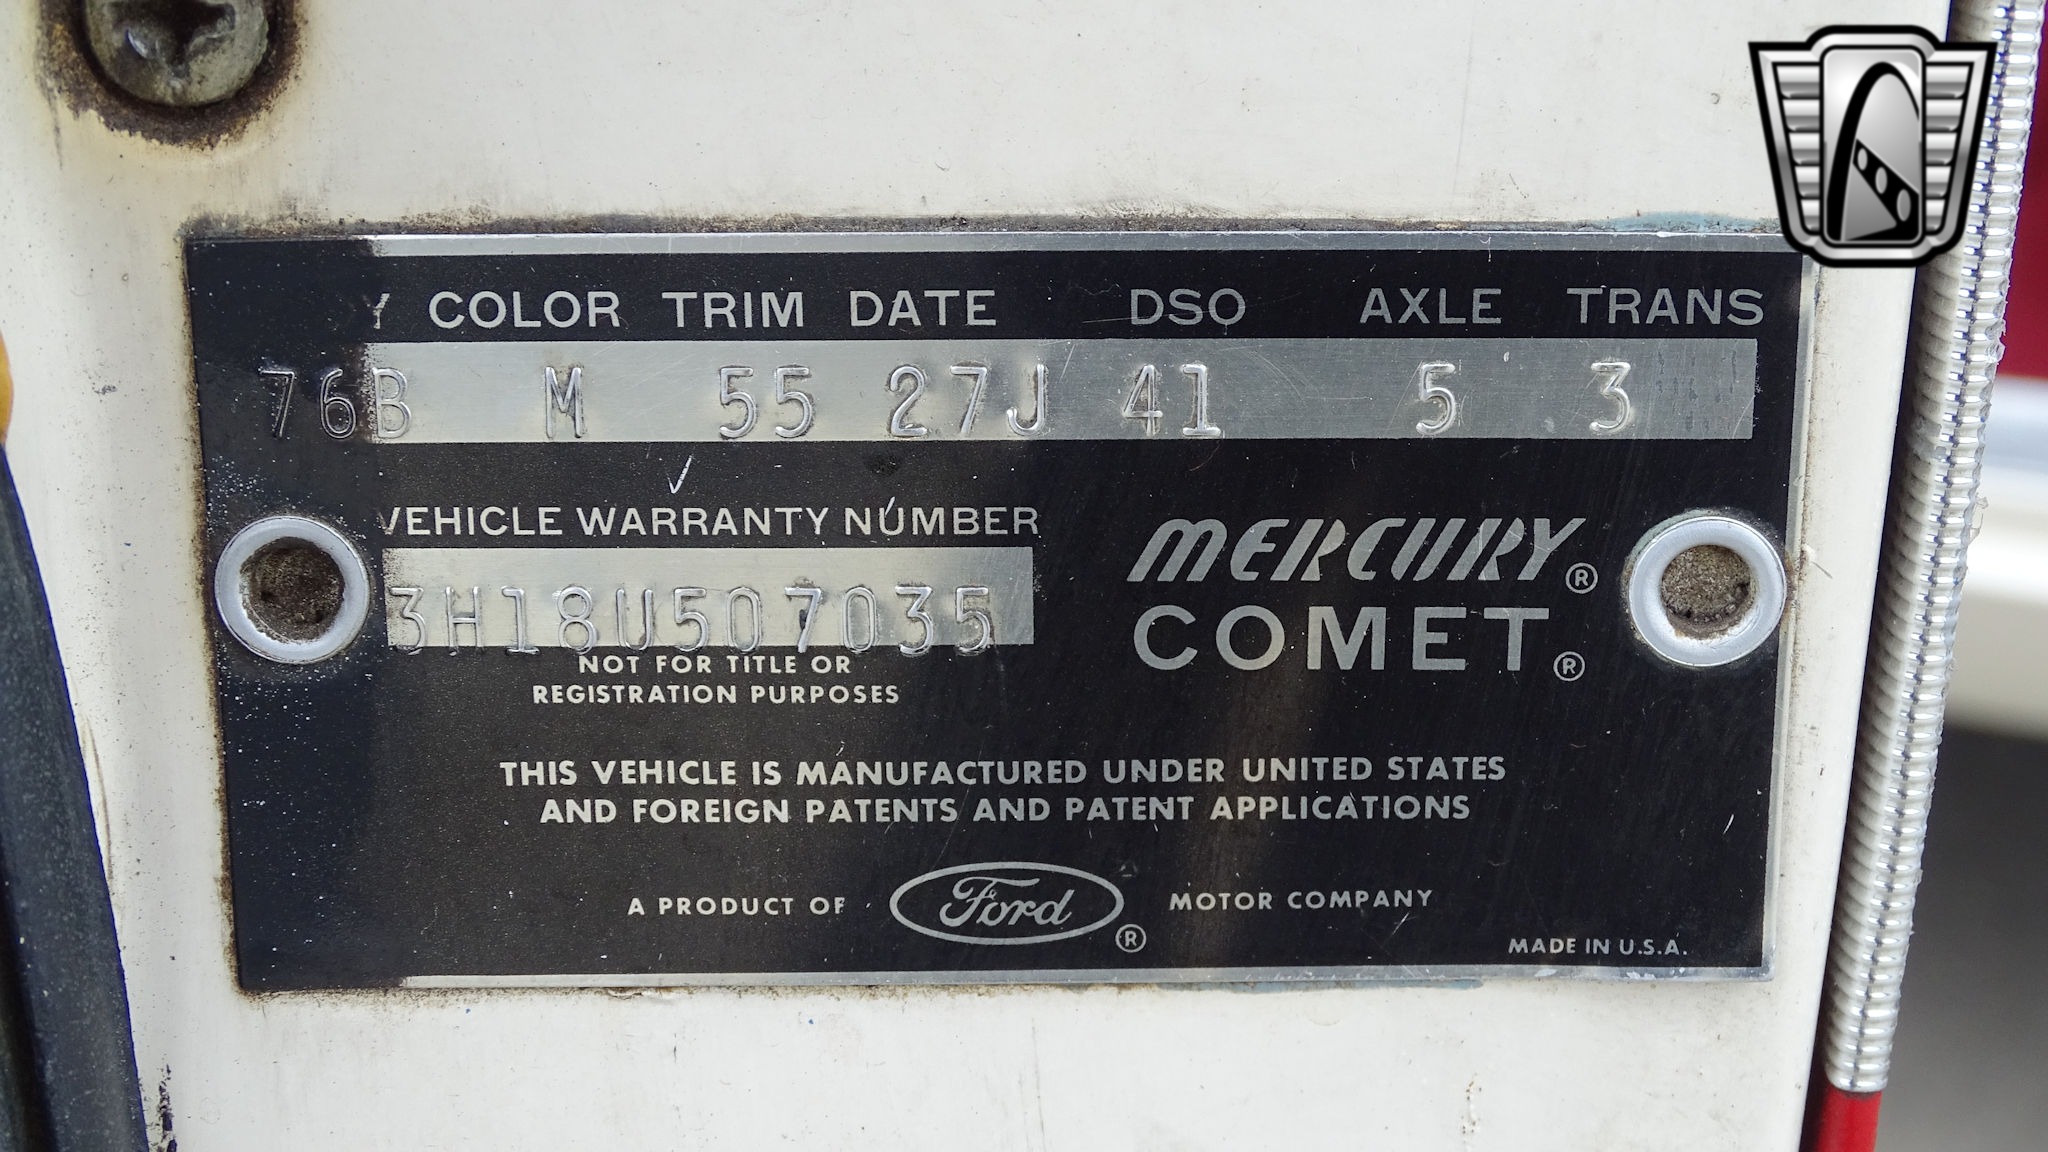 Y COLOR TRIM DATE DSO AXLE TRANS
76B M 55 27J 41 5 3
VEHICLE WARRANTY NUMBER
3H18U507035
NOT FOR TITLE OR
REGISTRATION PURPOSES
MERCURY®
COMET®
THIS VEHICLE IS MANUFACTURED UNDER UNITED STATES
AND FOREIGN PATENTS AND PATENT APPLICATIONS
A PRODUCT OF Ford® MOTOR COMPANY
MADE IN U.S.A.